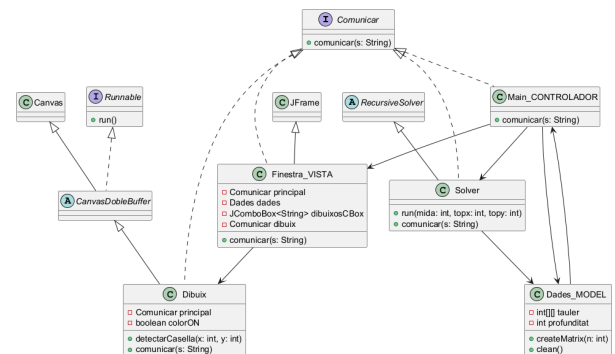 I Comunicar
comunicar(s: String)
C Canvas
I Runnable
run()
C JFrame
A RecursiveSolver
C Main_CONTROLADOR
comunicar(s: String)
A CanvasDobleBuffer
C Finestra_VISTA
Comunicar principal
Dades dades
JComboBox<String> dibuixosCBox
Comunicar dibuix
comunicar(s: String)
C Solver
run(mida: int, topx: int, topy: int)
comunicar(s: String)
C Dibuix
Comunicar principal
boolean colorON
detectarCasella(x: int, y: int)
comunicar(s: String)
C Dades_MODEL
int[][] tauler
int profunditat
createMatrix(n: int)
clean()